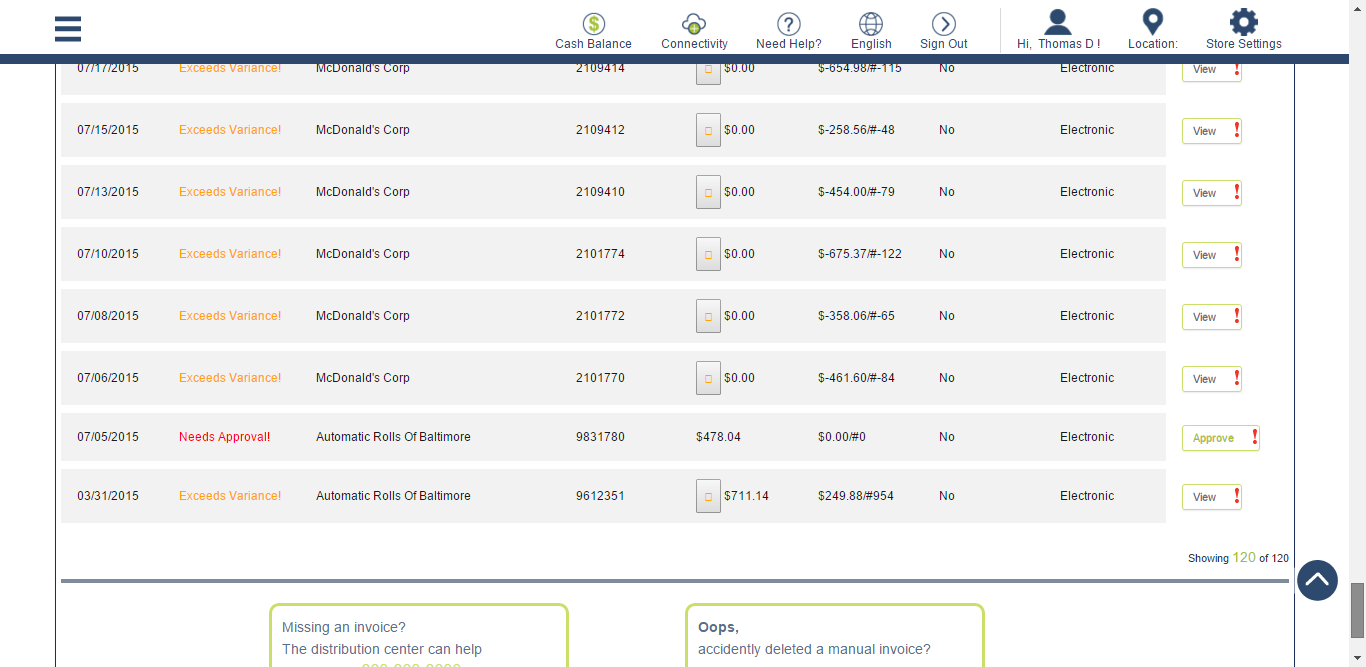 Cash Balance Connectivity Need Help? English Sign Out Hi, Thomas D ! Location: Store Settings
07/17/2015 Exceeds Variance! McDonald's Corp 2109414 $0.00 $-654.98/#-115 No Electronic View !
07/15/2015 Exceeds Variance! McDonald's Corp 2109412 $0.00 $-258.56/#-48 No Electronic View !
07/13/2015 Exceeds Variance! McDonald's Corp 2109410 $0.00 $-454.00/#-79 No Electronic View !
07/10/2015 Exceeds Variance! McDonald's Corp 2101774 $0.00 $-675.37/#-122 No Electronic View !
07/08/2015 Exceeds Variance! McDonald's Corp 2101772 $0.00 $-358.06/#-65 No Electronic View !
07/06/2015 Exceeds Variance! McDonald's Corp 2101770 $0.00 $-461.60/#-84 No Electronic View !
07/05/2015 Needs Approval! Automatic Rolls Of Baltimore 9831780 $478.04 $0.00/#0 No Electronic Approve !
03/31/2015 Exceeds Variance! Automatic Rolls Of Baltimore 9612351 $711.14 $249.88/#954 No Electronic View !
Showing 120 of 120
Missing an invoice?
The distribution center can help
Oops,
accidently deleted a manual invoice?